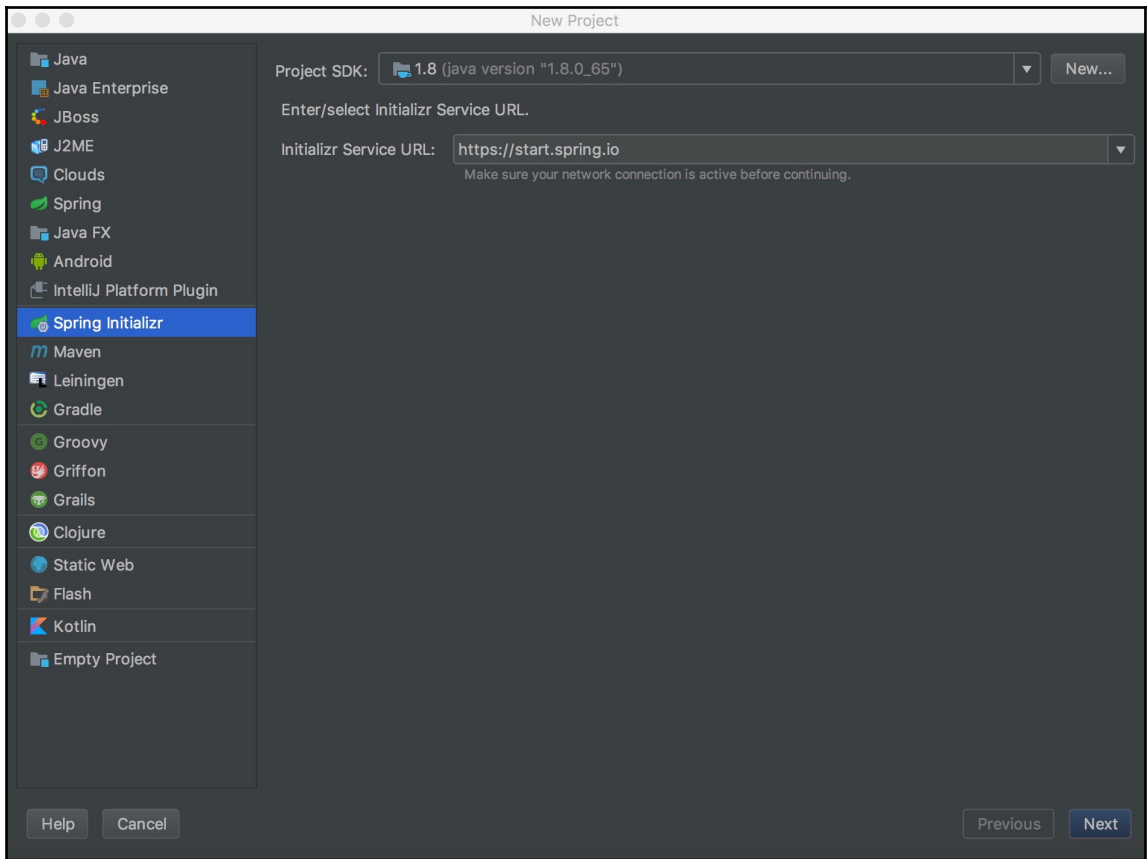 New Project
Java
Java Enterprise
JBoss
J2ME
Clouds
Spring
Java FX
Android
IntelliJ Platform Plugin
Spring Initializr
Maven
Leiningen
Gradle
Groovy
Griffon
Grails
Clojure
Static Web
Flash
Kotlin
Empty Project
Project SDK: 1.8 (java version "1.8.0_65") New...
Enter/select Initializr Service URL.
Initializr Service URL: https://start.spring.io
Make sure your network connection is active before continuing.
Help Cancel Previous Next